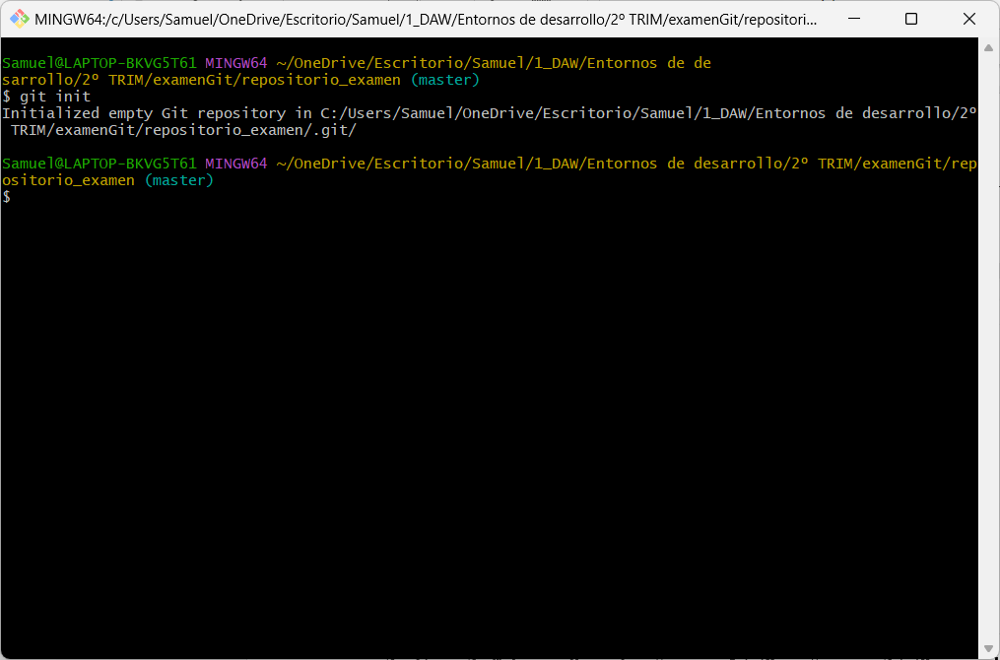 MINGW64:/c/Users/Samuel/OneDrive/Escritorio/Samuel/1_DAW/Entornos de desarrollo/2º TRIM/examenGit/repositori...
Samuel@LAPTOP-BKVG5T61 MINGW64 ~/OneDrive/Escritorio/Samuel/1_DAW/Entornos de de
sarrollo/2º TRIM/examenGit/repositorio_examen (master)
$ git init
Initialized empty Git repository in C:/Users/Samuel/OneDrive/Escritorio/Samuel/1_DAW/Entornos de desarrollo/2º
 TRIM/examenGit/repositorio_examen/.git/
Samuel@LAPTOP-BKVG5T61 MINGW64 ~/OneDrive/Escritorio/Samuel/1_DAW/Entornos de desarrollo/2º TRIM/examenGit/rep
ositorio_examen (master)
$